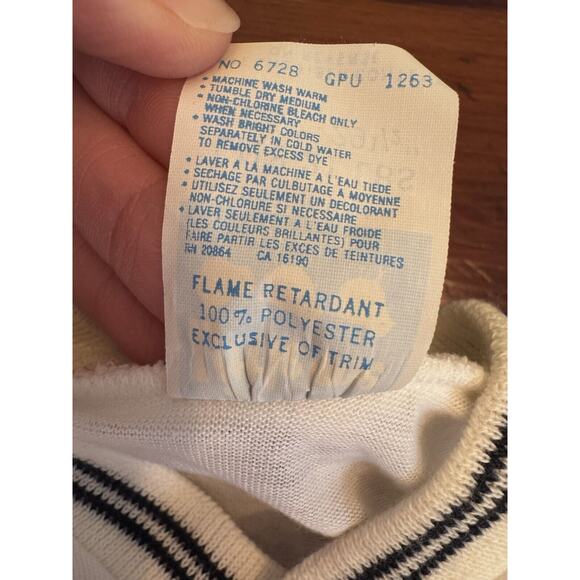 NO 6728 GPU 1263
• MACHINE WASH WARM
• TUMBLE DRY MEDIUM
• NON-CHLORINE BLEACH ONLY
WHEN NECESSARY
• WASH BRIGHT COLORS
SEPARATELY IN COLD WATER
TO REMOVE EXCESS DYE
• LAVER A LA MACHINE A L'EAU TIEDE
• SECHAGE PAR CULBUTAGE A MOYENNE
• UTILISEZ SEULEMENT UN DECOLORANT
NON-CHLORURE SI NECESSAIRE
• LAVER SEULEMENT A L'EAU FROIDE
(LES COULEURS BRILLANTES) POUR
FAIRE PARTIR LES EXCES DE TEINTURES
RN 20864 CA 16190
FLAME RETARDANT
100% POLYESTER
EXCLUSIVE OF TRIM